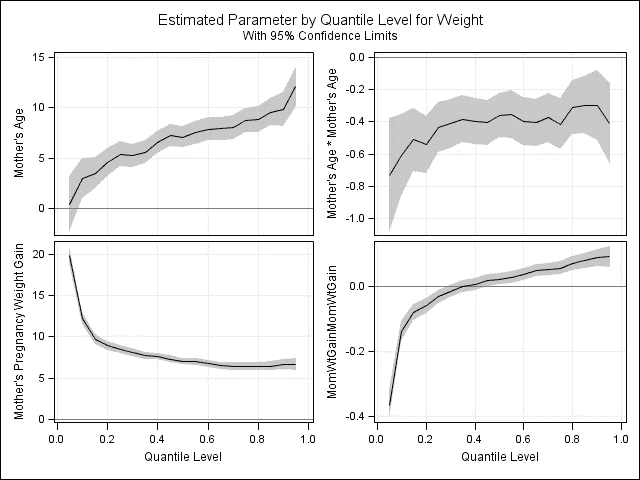 Estimated Parameter by Quantile Level for Weight
With 95% Confidence Limits
Mother's Age
15
10
5
0
Mother's Age * Mother's Age
0.0
-0.2
-0.4
-0.6
-0.8
-1.0
Mother's Pregnancy Weight Gain
20
15
10
5
0
0.0 0.2 0.4 0.6 0.8 1.0
Quantile Level
MomWtGainMomWtGain
0.0
-0.2
-0.4
0.0 0.2 0.4 0.6 0.8 1.0
Quantile Level